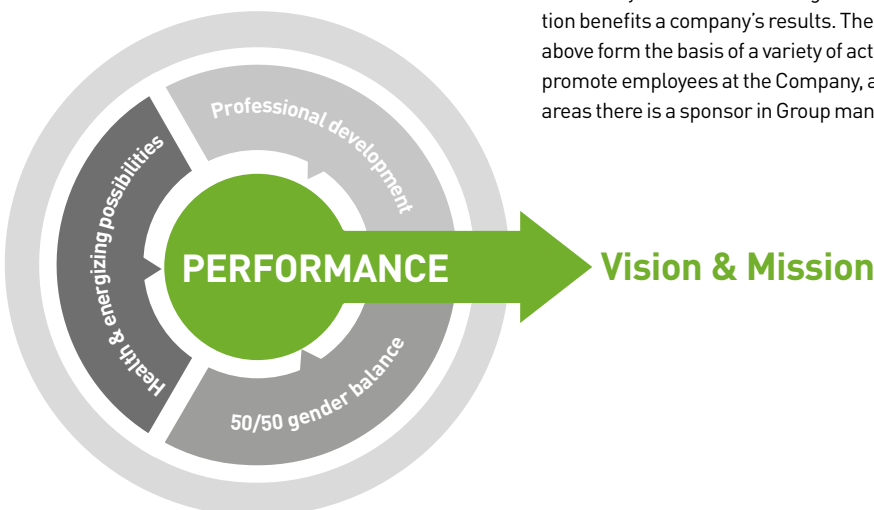 tion benefits a company's results. The
above form the basis of a variety of act
promote employees at the Company, a
areas there is a sponsor in Group man
Professional development
Health & energizing possibilities
PERFORMANCE
Vision & Mission
50/50 gender balance